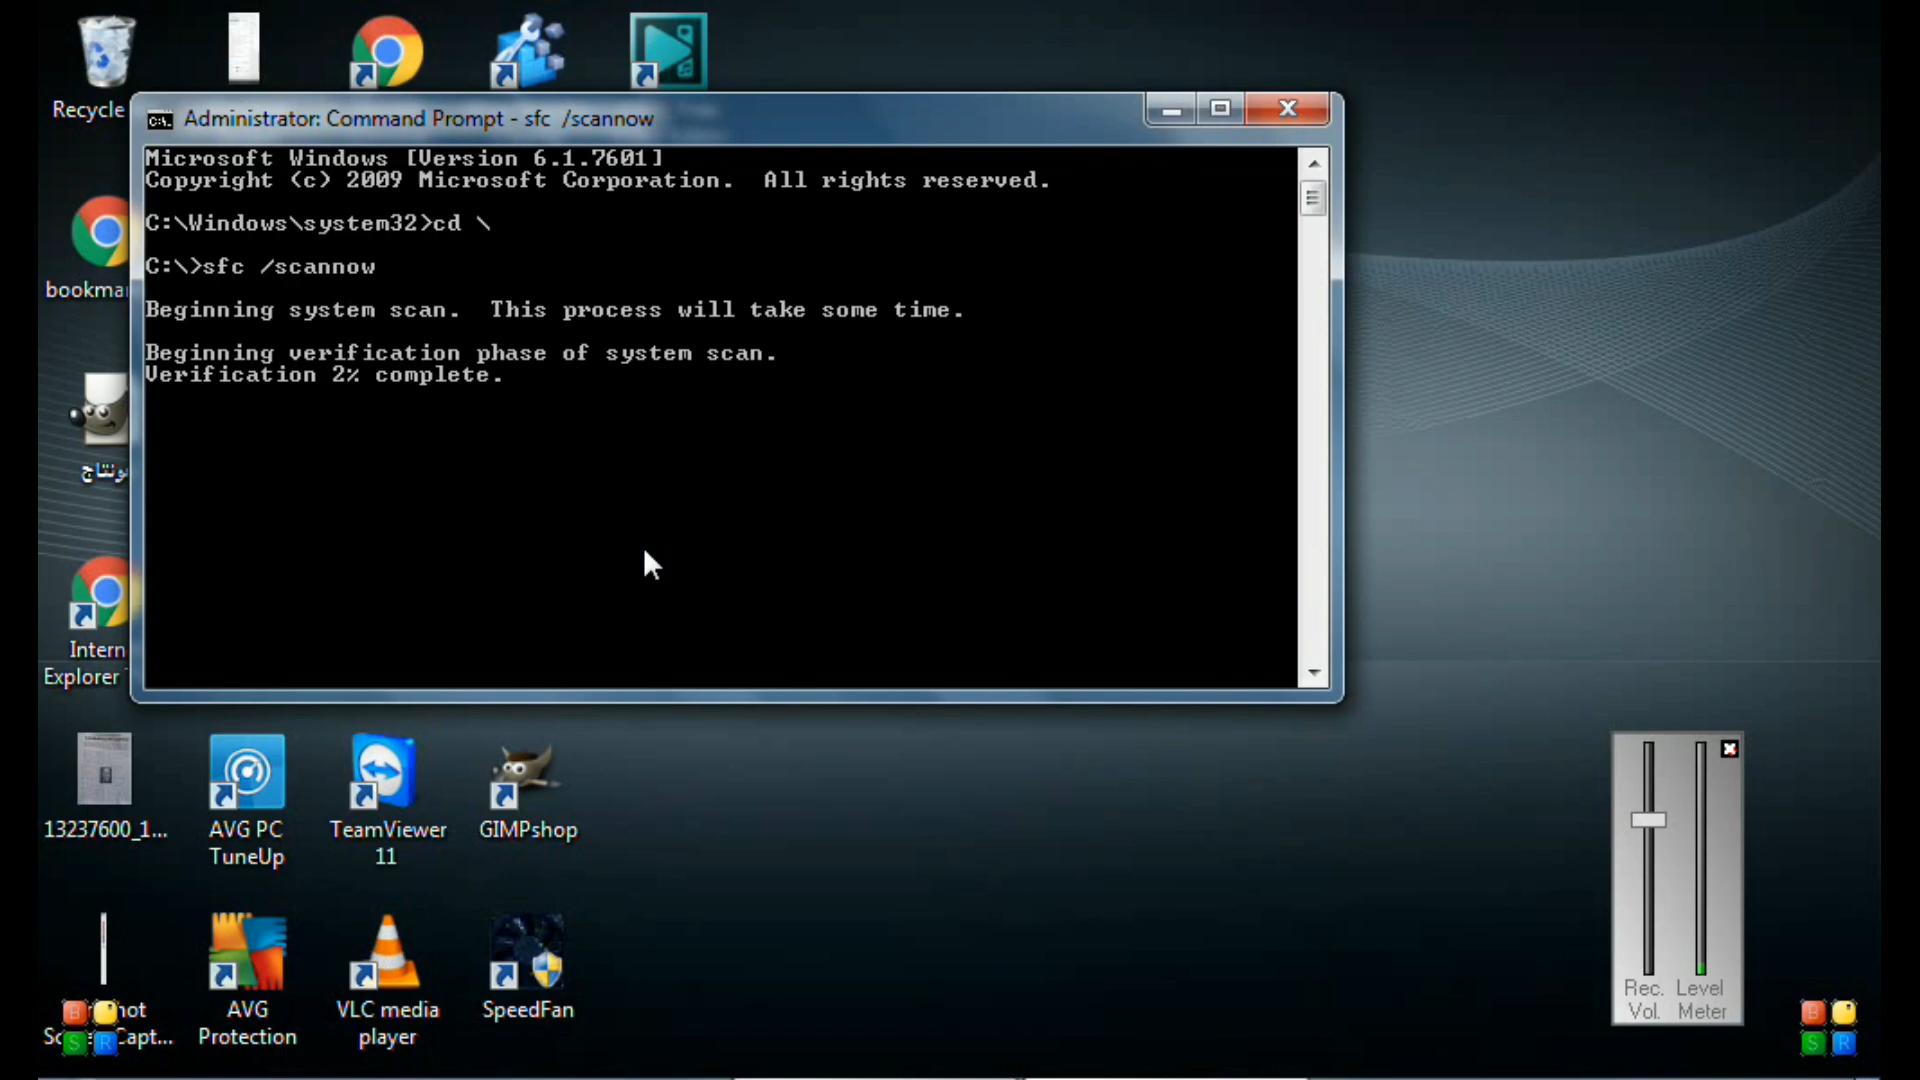 Recycle
Administrator: Command Prompt - sfc  /scannow
Microsoft Windows [Version 6.1.7601]
Copyright (c) 2009 Microsoft Corporation.  All rights reserved.
C:\Windows\system32>cd \
C:\>sfc /scannow
Beginning system scan.  This process will take some time.
Beginning verification phase of system scan.
Verification 2% complete.
bookmar
ونتاج
Intern
Explorer
13237600_1...
AVG PC
TuneUp
TeamViewer
11
GIMPshop
AVG
Protection
VLC media
player
SpeedFan
Rec.
Vol.
Level
Meter
B
S R
B
S R